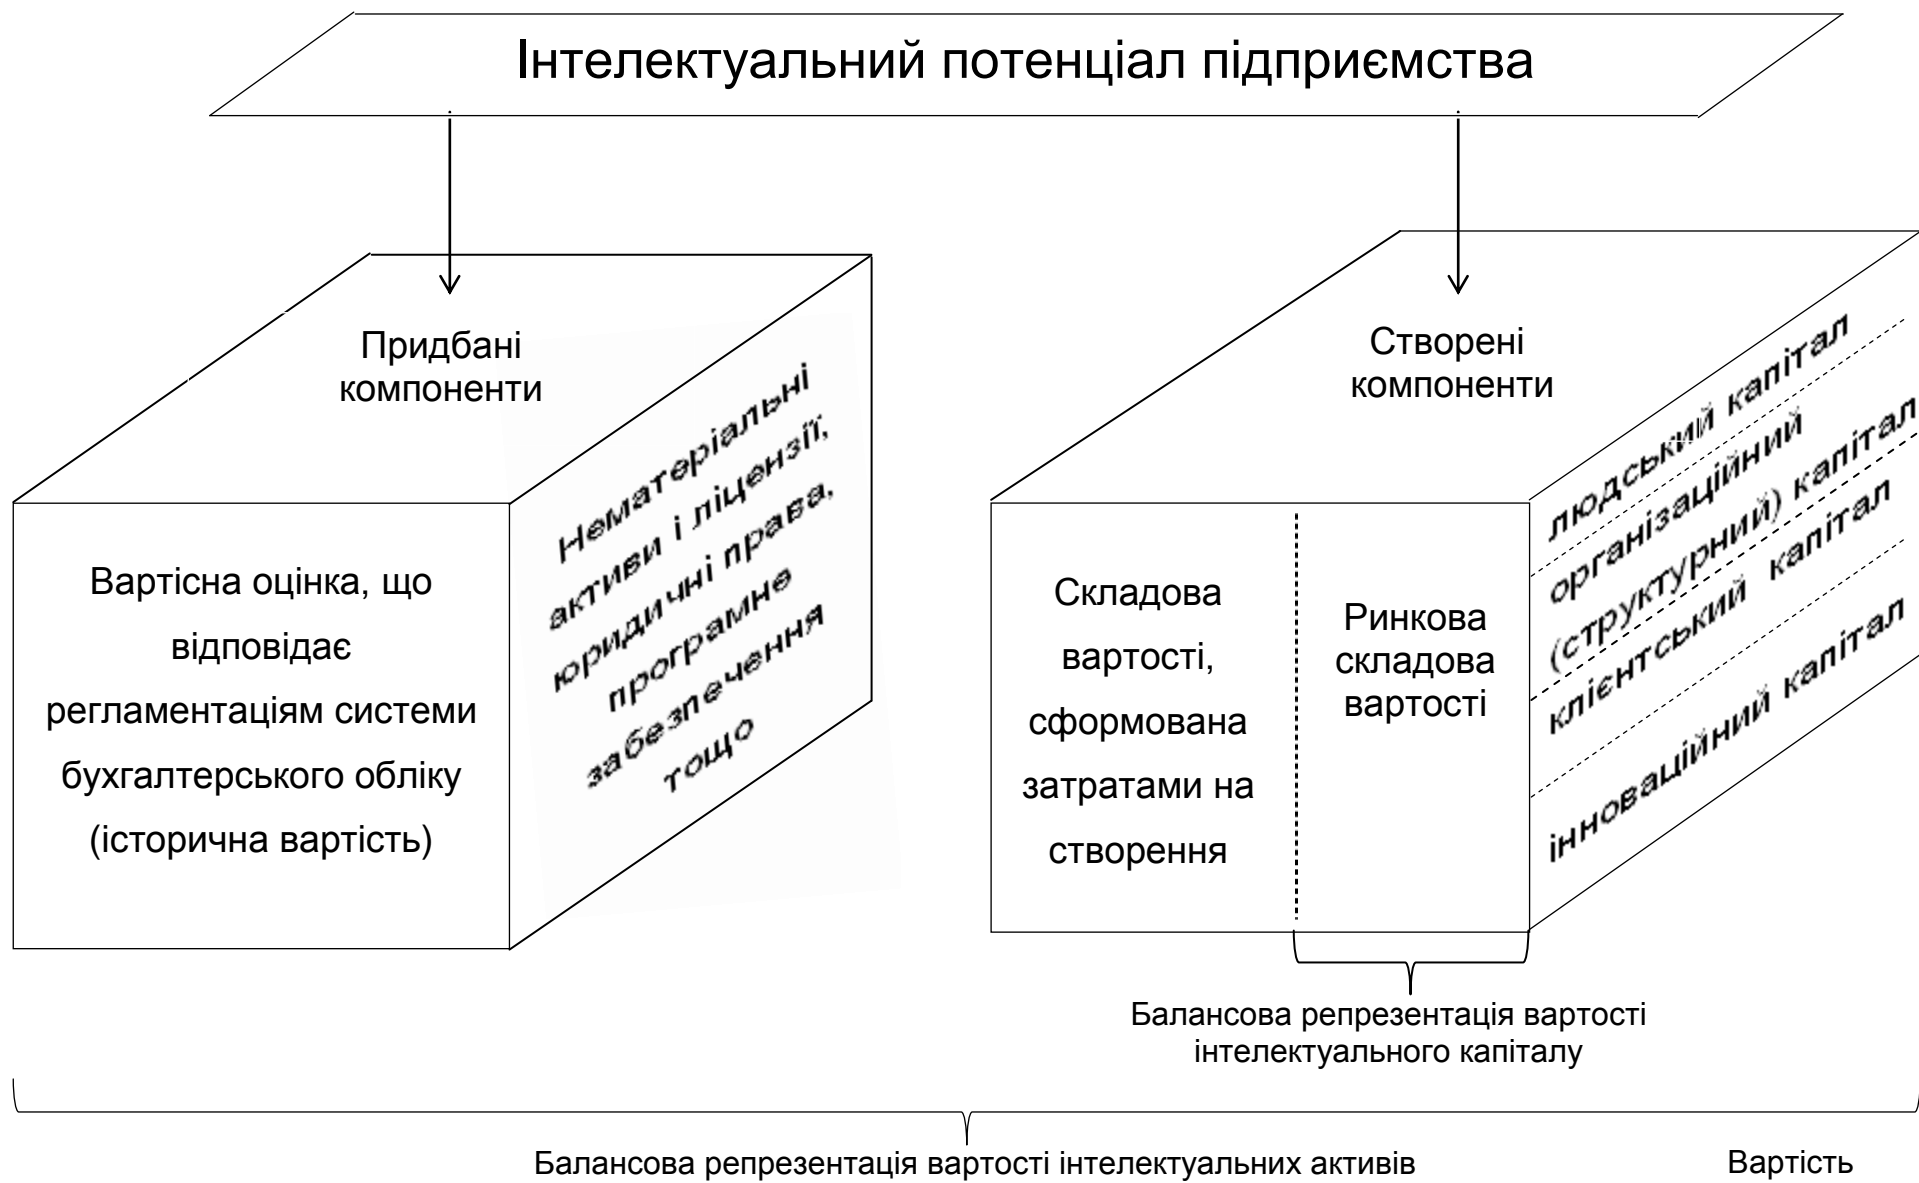 Інтелектуальний потенціал підприємства
Придбані
компоненти
Вартісна оцінка, що
відповідає
регламентаціям системи
бухгалтерського обліку
(історична вартість)
Нематеріальні
активи і ліцензії,
юридичні права,
програмне
забезпечення
тощо
Створені
компоненти
Складова
вартості,
сформована
затратами на
створення
Ринкова
складова
вартості
людський капітал
організаційний
(структурний) капітал
клієнтський капітал
інноваційний капітал
Балансова репрезентація вартості
інтелектуального капіталу
Балансова репрезентація вартості інтелектуальних активів
Вартість